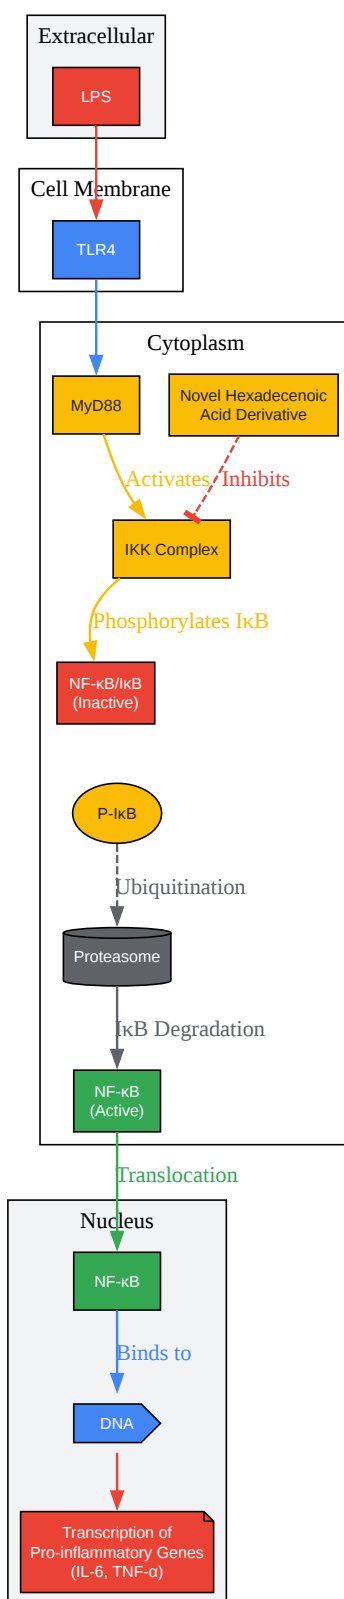 Extracellular
LPS
Cell Membrane
TLR4
Cytoplasm
MyD88
Novel Hexadecenoic
Acid Derivative
Activates
Inhibits
IKK Complex
Phosphorylates IκB
NF-κB/IκB
(Inactive)
P-IκB
Ubiquitination
Proteasome
IκB Degradation
NF-κB
(Active)
Translocation
Nucleus
NF-κB
Binds to
DNA
Transcription of
Pro-inflammatory Genes
(IL-6, TNF-α)